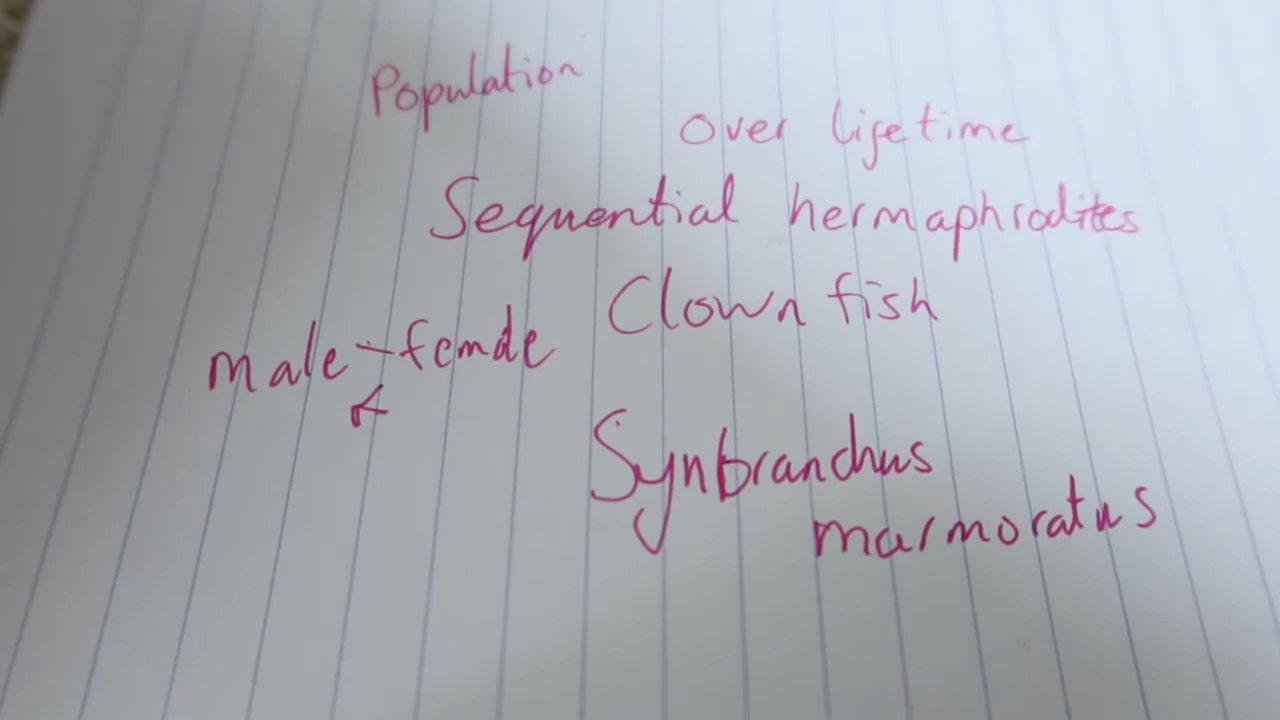 Population
Over lifetime
Sequential hermaphrodites
Clown fish
male - female
Synbranchus
marmoratus